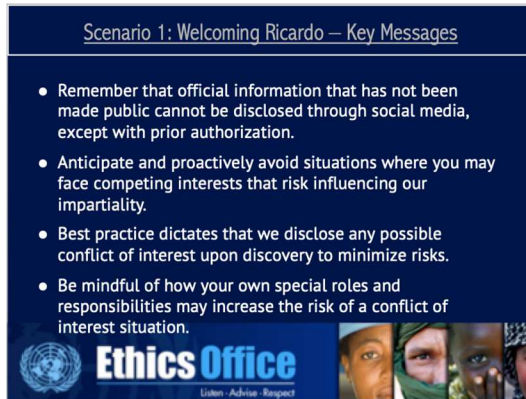 Scenario 1: Welcoming Ricardo – Key Messages
● Remember that official information that has not been
made public cannot be disclosed through social media,
except with prior authorization.
● Anticipate and proactively avoid situations where you may
face competing interests that risk influencing our
impartiality.
● Best practice dictates that we disclose any possible
conflict of interest upon discovery to minimize risks.
● Be mindful of how your own special roles and
responsibilities may increase the risk of a conflict of
interest situation.
Ethics Office
Listen - Advise - Respect